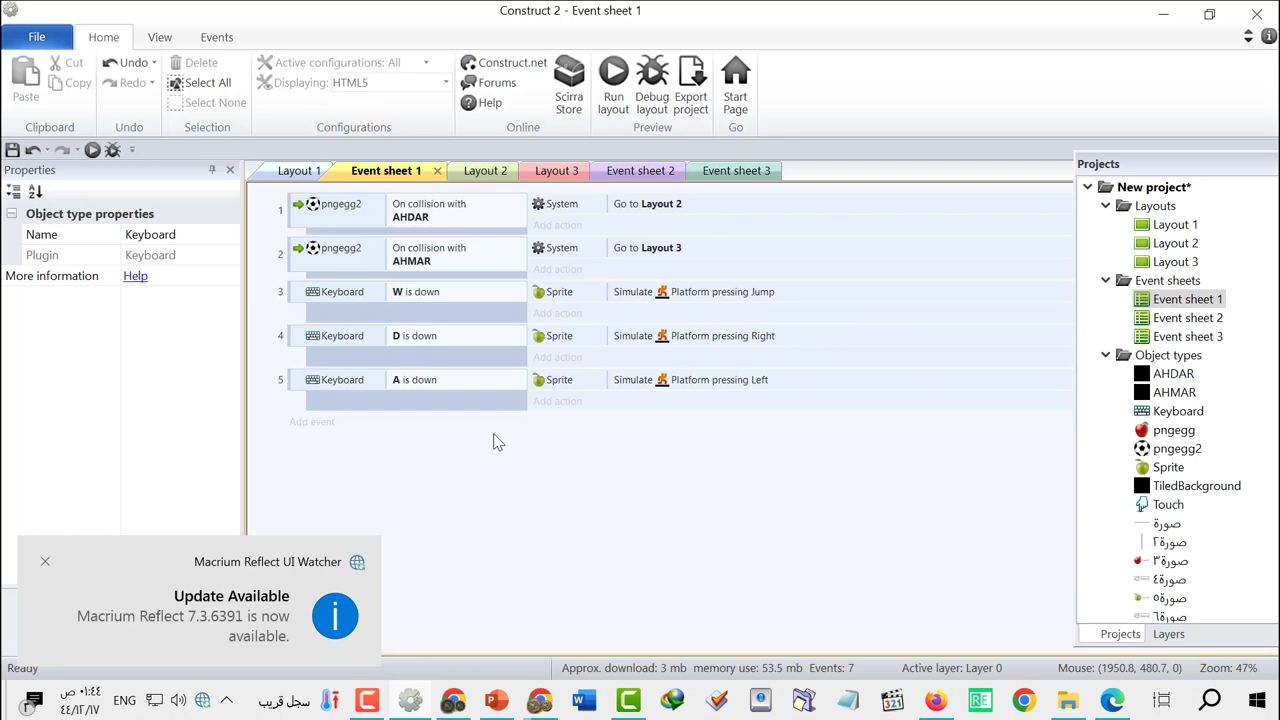 Construct 2 - Event sheet 1
File
Home
View
Events
Paste
Cut
Copy
Clipboard
Undo
Redo
Undo
Delete
Select All
Select None
Selection
Active configurations: All
Displaying: HTML5
Configurations
Construct.net
Forums
Help
Scirra Store
Online
Run layout
Debug layout
Export project
Preview
Start Page
Go
Properties
Object type properties
Name Keyboard
Plugin Keyboard
More information Help
Layout 1
Event sheet 1
Layout 2
Layout 3
Event sheet 2
Event sheet 3
1 pngegg2 On collision with AHDAR System Go to Layout 2
Add action
2 pngegg2 On collision with AHMAR System Go to Layout 3
Add action
3 Keyboard W is down Sprite Simulate Platform pressing Jump
Add action
4 Keyboard D is down Sprite Simulate Platform pressing Right
Add action
5 Keyboard A is down Sprite Simulate Platform pressing Left
Add action
Add event
Projects
New project*
Layouts
Layout 1
Layout 2
Layout 3
Event sheets
Event sheet 1
Event sheet 2
Event sheet 3
Object types
AHDAR
AHMAR
Keyboard
pngegg
pngegg2
Sprite
TiledBackground
Touch
صورة
صورة٢
صورة٣
صورة٤
صورة٥
صورة٦
Projects
Layers
Macrium Reflect UI Watcher
Update Available
Macrium Reflect 7.3.6391 is now
available.
Ready
Approx. download: 3 mb memory use: 53.5 mb Events: 7
Active layer: Layer 0
Mouse: (1950.8, 480.7, 0)
Zoom: 47%
٠١:٤٤ ص
٤٤/١٢/١٧
ENG
سجل قريب